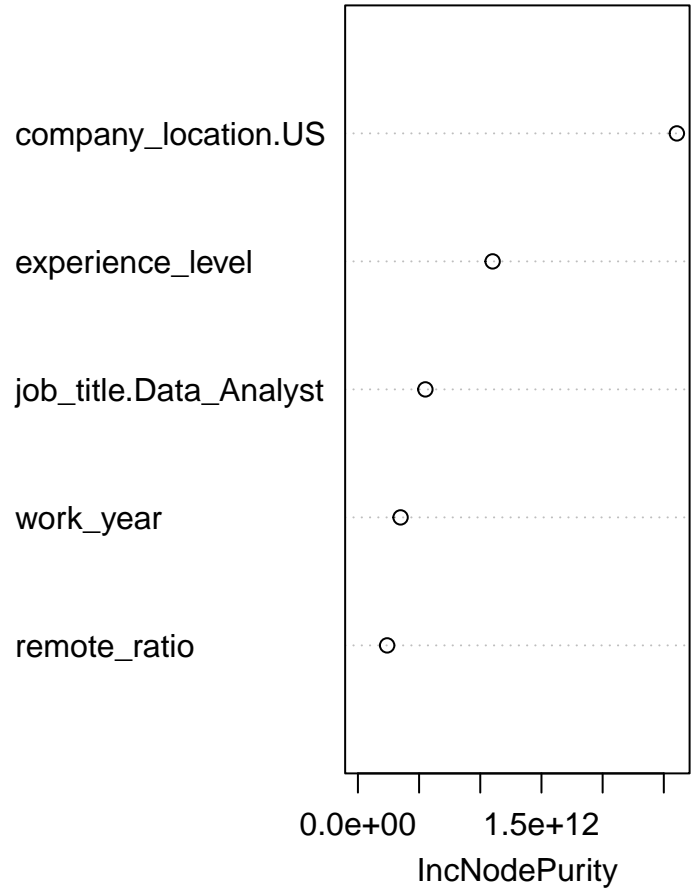 company_location.US
experience_level
job_title.Data_Analyst
work_year
remote_ratio
0.0e+00 1.5e+12
IncNodePurity